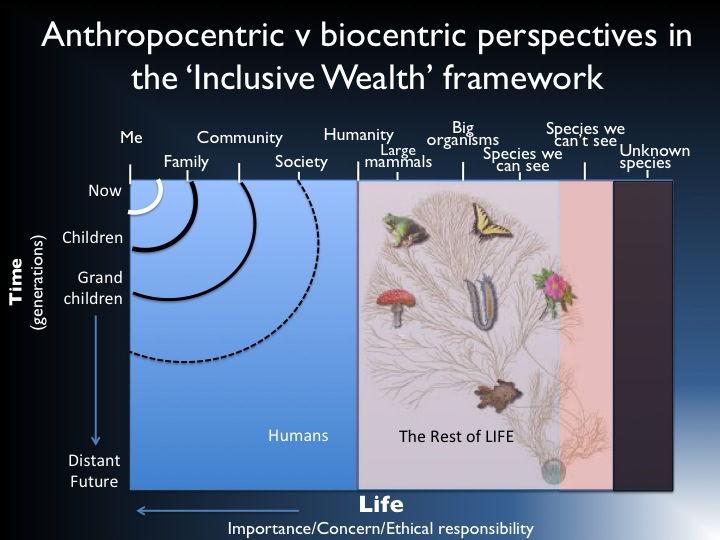 Anthropocentric v biocentric perspectives in
the ‘Inclusive Wealth’ framework
Me
Family
Community
Society
Humanity
Large
mammals
Big
organisms
Species we
can see
Species we
can't see
Unknown
species
Now
Children
Grand
children
Distant
Future
Time
(generations)
Humans
The Rest of LIFE
Life
Importance/Concern/Ethical responsibility